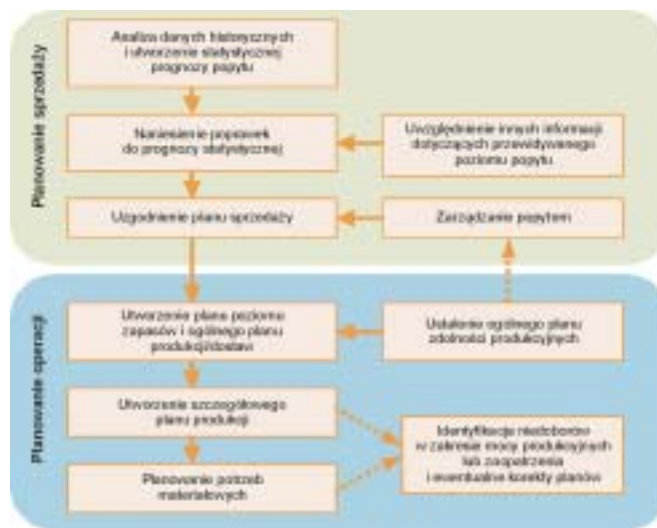 Planowanie sprzedaży
Analiza danych historycznych
i utworzenie statystycznej
prognozy popytu
Naniesienie poprawek
do prognozy statystycznej
Uwzględnienie innych informacji
dotyczących przewidywanego
poziomu popytu
Uzgodnienie planu sprzedaży
Zarządzanie popytem
Planowanie operacji
Utworzenie planu poziomu
zapasów i ogólnego planu
produkcji/dostaw
Ustalenie ogólnego planu
zdolności produkcyjnych
Utworzenie szczegółowego
planu produkcji
Identyfikacja niedoborów
w zakresie mocy produkcyjnych
lub zaopatrzenia
i ewentualne korekty planów
Planowanie potrzeb
materiałowych